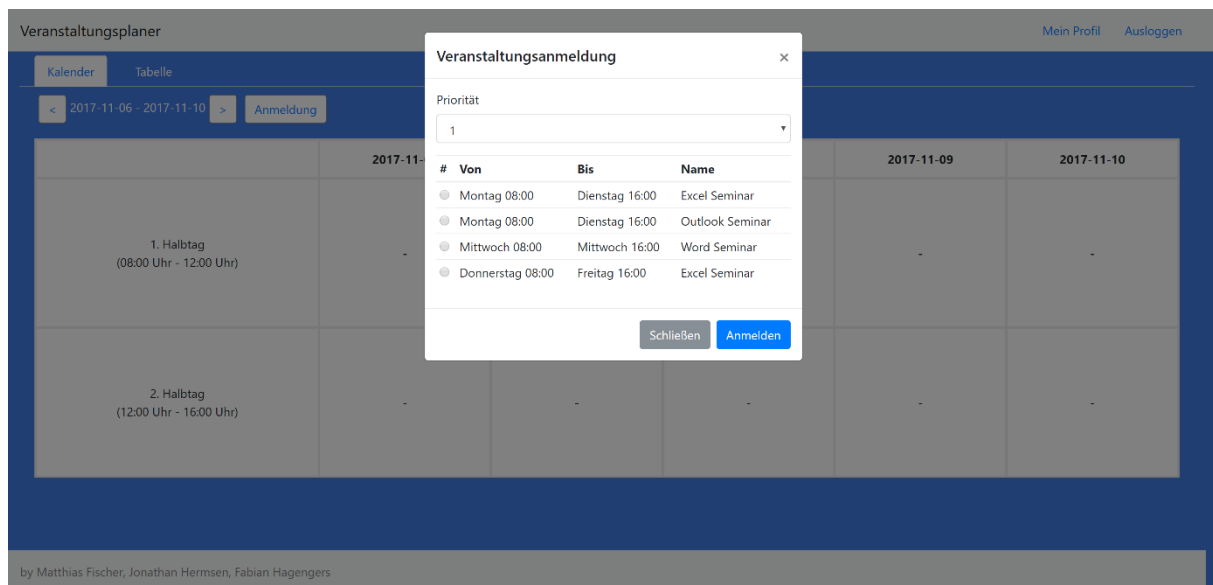 Veranstaltungsplaner
Mein Profil Ausloggen
Kalender Tabelle
< 2017-11-06 - 2017-11-10 > Anmeldung
2017-11- 2017-11-09 2017-11-10
1. Halbtag
(08:00 Uhr - 12:00 Uhr) - - -
2. Halbtag
(12:00 Uhr - 16:00 Uhr) - - - - -
Veranstaltungsanmeldung ×
Priorität
1
# Von Bis Name
Montag 08:00 Dienstag 16:00 Excel Seminar
Montag 08:00 Dienstag 16:00 Outlook Seminar
Mittwoch 08:00 Mittwoch 16:00 Word Seminar
Donnerstag 08:00 Freitag 16:00 Excel Seminar
Schließen Anmelden
by Matthias Fischer, Jonathan Hermsen, Fabian Hagengers